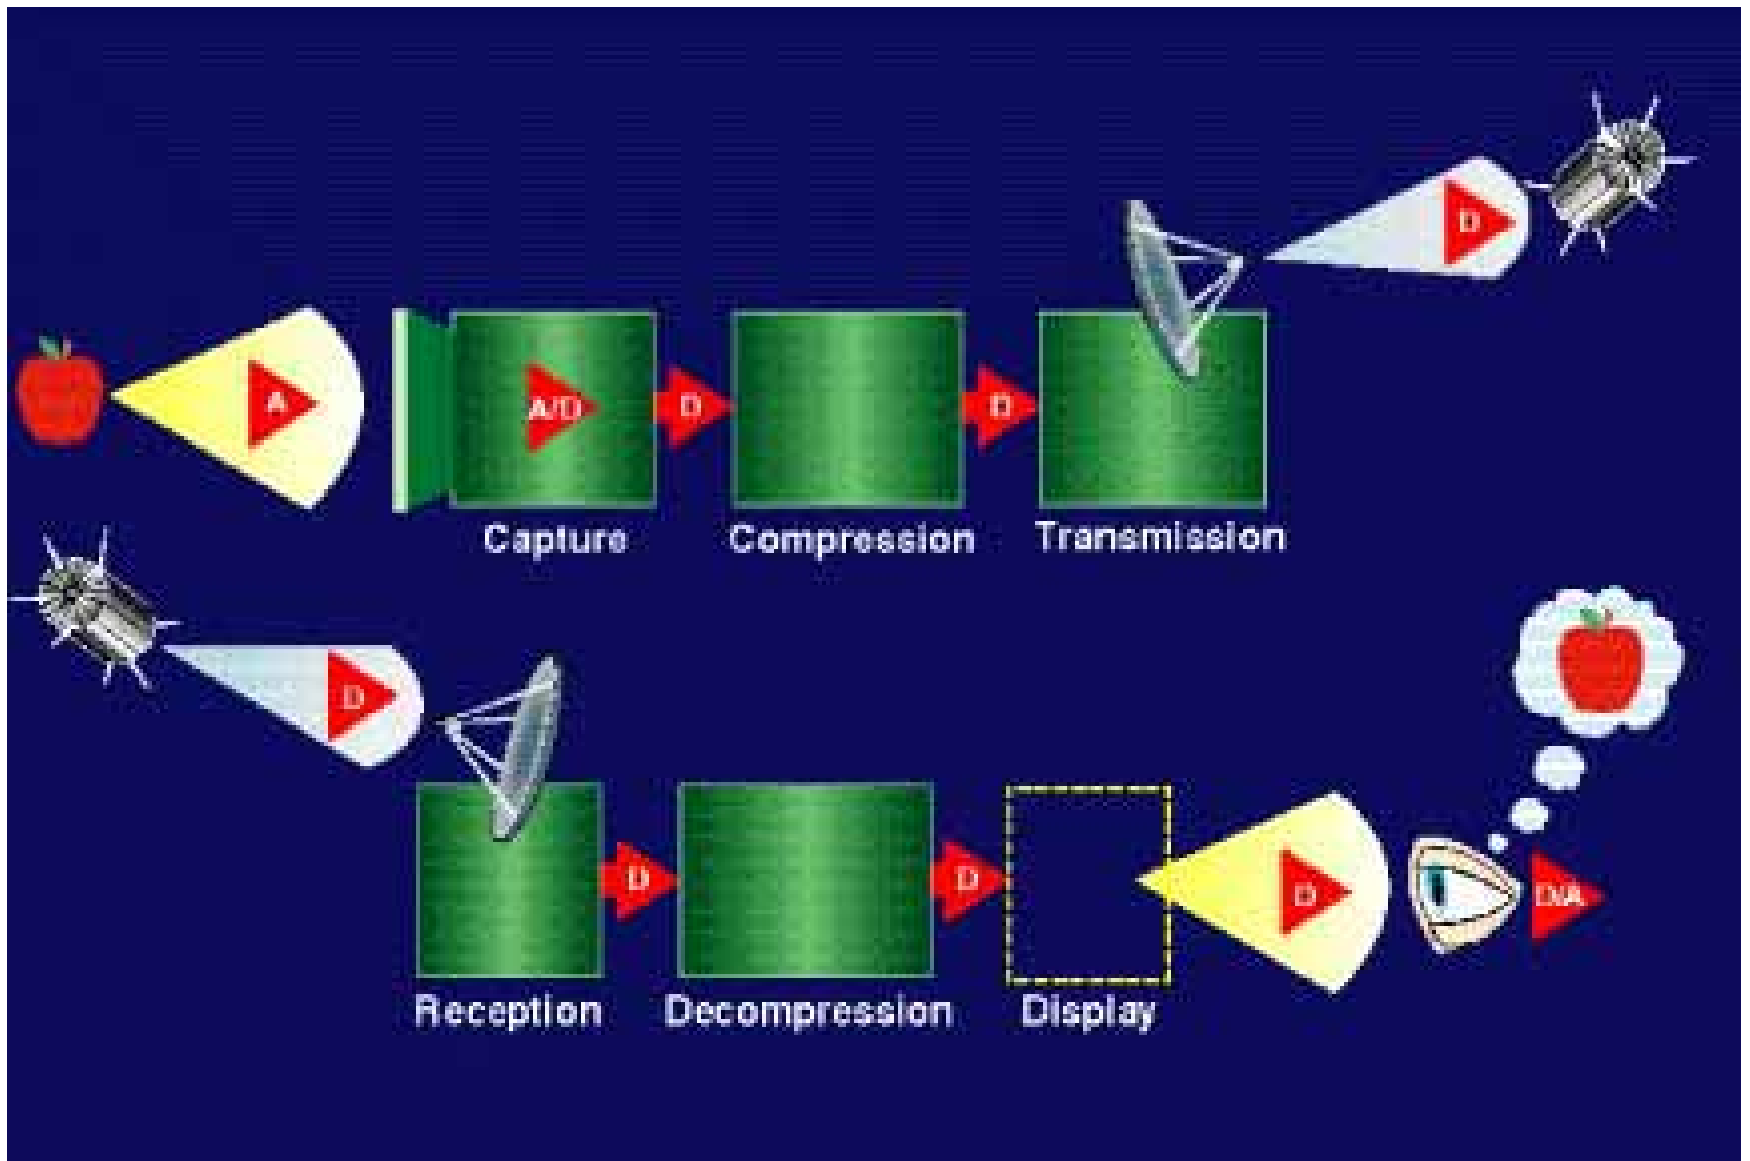 D
A
A/D
D
D
Capture
Compression
Transmission
D
D
D
D
D/A
Reception
Decompression
Display